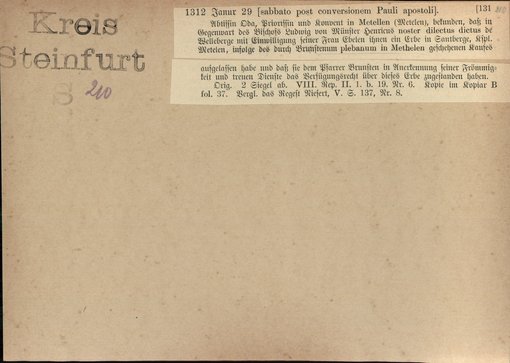 Kreis
Steinfurt
S 210
1312 Janur 29 [sabbato post conversionem Pauli apostoli]. [131
Äbtissin Oda, Priorissin und Konvent in Metellen (Metelen), bekunden, daß in
Gegenwart des Bischofs Ludwig von Münster Henricus noster dilectus dictus de
Welleberge mit Einwilligung seiner Frau Ebelen ihnen ein Erbe in Santberge, Kspl.
Metelen, infolge des durch Brunstenum plebanum in Methelen geschehenen Kaufes
aufgelassen habe und daß sie dem Pfarrer Brunsten in Anerkennung seiner Frömmig-
keit und treuen Dienste das Verfügungsrecht über dieses Erbe zugestanden haben.
Orig. 2 Siegel ab. VIII. Rep. II. 1. b. 19. Nr. 6. Kopie im Kopiar B
fol. 37. Vergl. das Regest Niesert, V. S. 137, Nr. 8.